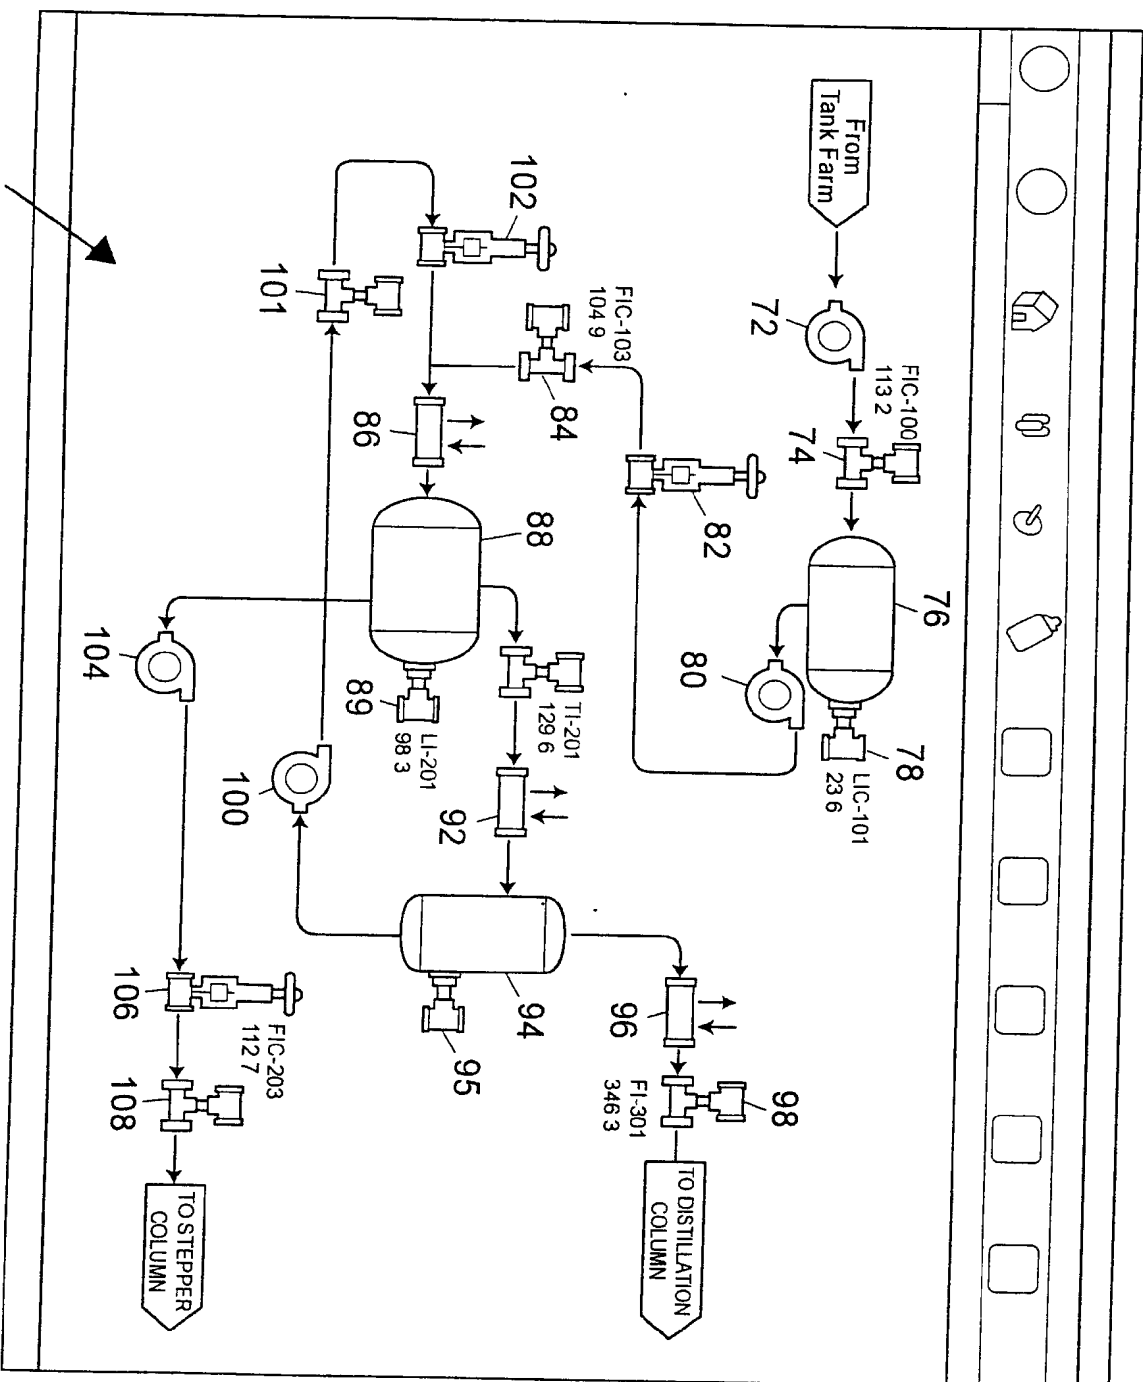 From
Tank Farm
72
FIC-100
113 2
74
76
80
78
LIC-101
23 6
102
FIC-103
104 9
84
82
101
86
88
89
LI-201
98 3
TI-201
129 6
92
94
95
96
98
FI-301
346 3
TO DISTILLATION
COLUMN
104
100
106
FIC-203
112 7
108
TO STEPPER
COLUMN